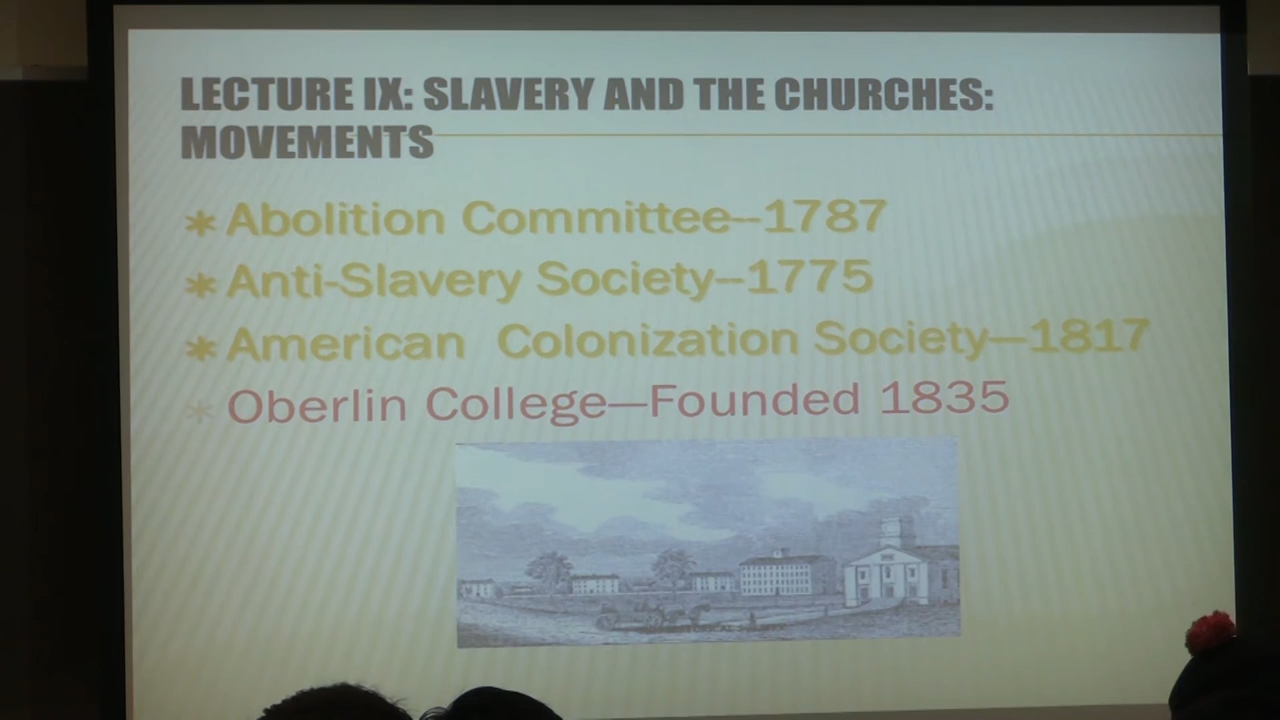 LECTURE IX: SLAVERY AND THE CHURCHES:
MOVEMENTS
* Abolition Committee–1787
* Anti-Slavery Society–1775
* American Colonization Society—1817
* Oberlin College—Founded 1835